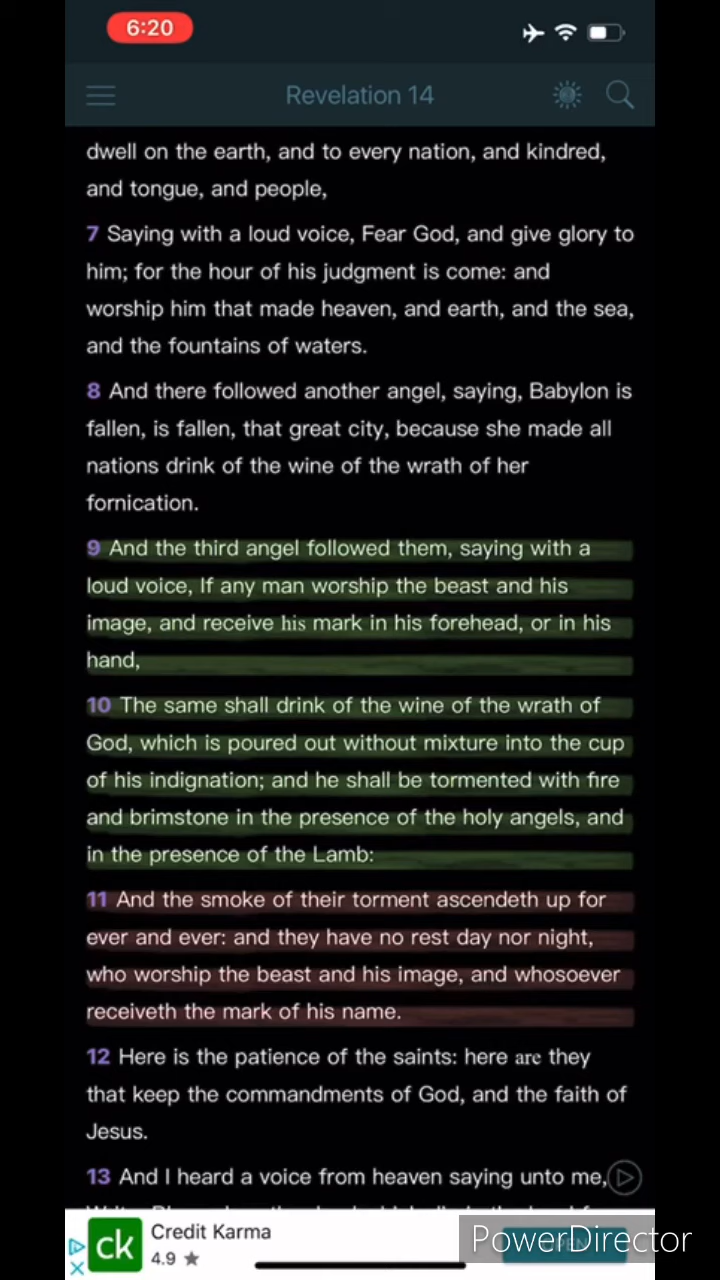 6:20
Revelation 14
dwell on the earth, and to every nation, and kindred,
and tongue, and people,
7 Saying with a loud voice, Fear God, and give glory to
him; for the hour of his judgment is come: and
worship him that made heaven, and earth, and the sea,
and the fountains of waters.
8 And there followed another angel, saying, Babylon is
fallen, is fallen, that great city, because she made all
nations drink of the wine of the wrath of her
fornication.
9 And the third angel followed them, saying with a
loud voice, If any man worship the beast and his
image, and receive his mark in his forehead, or in his
hand,
10 The same shall drink of the wine of the wrath of
God, which is poured out without mixture into the cup
of his indignation; and he shall be tormented with fire
and brimstone in the presence of the holy angels, and
in the presence of the Lamb:
11 And the smoke of their torment ascendeth up for
ever and ever: and they have no rest day nor night,
who worship the beast and his image, and whosoever
receiveth the mark of his name.
12 Here is the patience of the saints: here are they
that keep the commandments of God, and the faith of
Jesus.
13 And I heard a voice from heaven saying unto me,
ck
Credit Karma
4.9 ★
PowerDirector